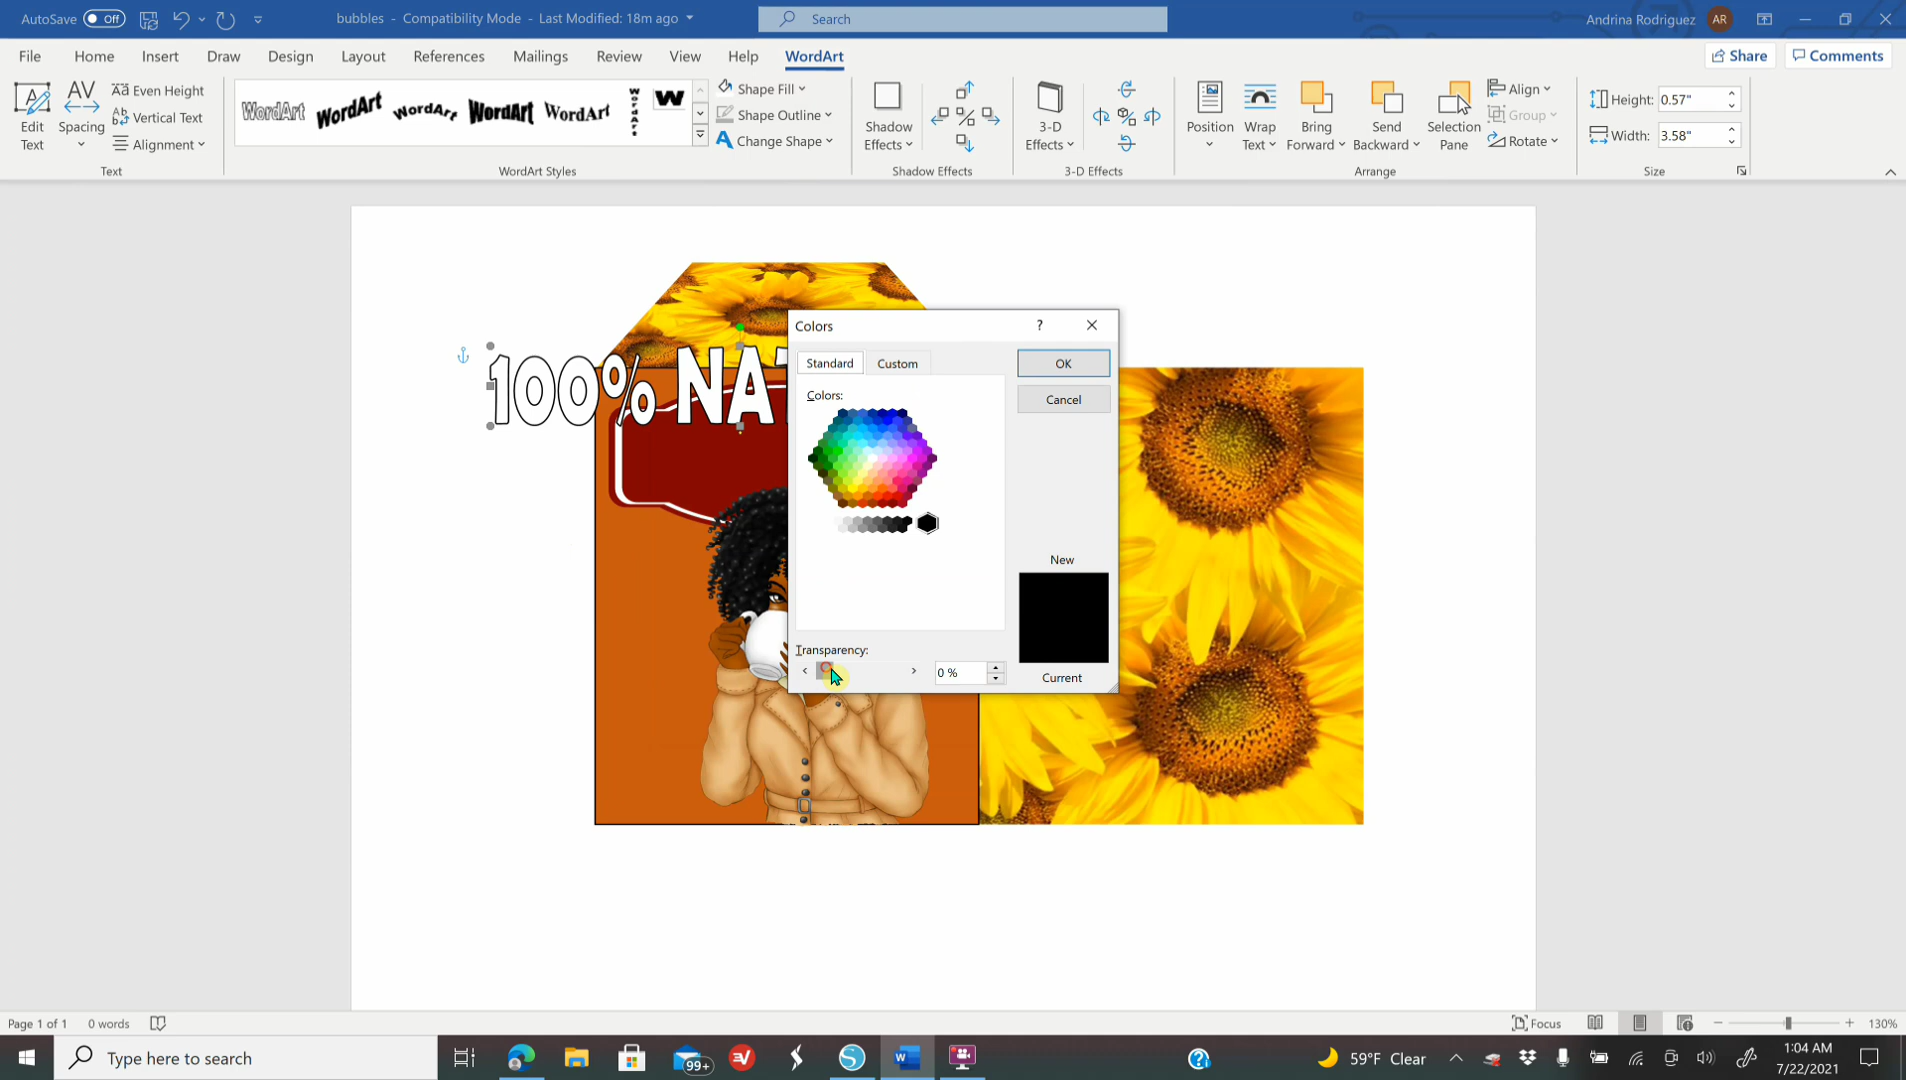 AutoSave Off
bubbles - Compatibility Mode - Last Modified: 18m ago
Search
Andrina Rodriguez AR
File Home Insert Draw Design Layout References Mailings Review View Help WordArt
Share Comments
Edit Text
AV Spacing
Aa Even Height
Vertical Text
Alignment
Text
WordArt WordArt WordArt WordArt WordArt WordArt W
Shape Fill
Shape Outline
Change Shape
WordArt Styles
Shadow Effects
Shadow Effects
3-D Effects
3-D Effects
Position
Wrap Text
Bring Forward
Send Backward
Selection Pane
Align
Group
Rotate
Arrange
Height: 0.57"
Width: 3.58"
Size
100% NAT
Colors ?
Standard Custom
OK
Cancel
Colors:
New
Current
Transparency:
0 %
Page 1 of 1 0 words
Focus
130%
Type here to search
99+
59°F Clear
1:04 AM
7/22/2021